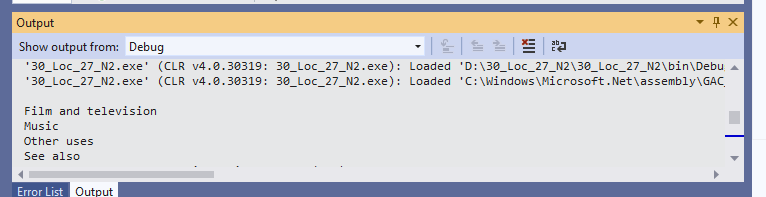 Output
Show output from: Debug
'30_Loc_27_N2.exe' (CLR v4.0.30319: 30_Loc_27_N2.exe): Loaded 'D:\30_Loc_27_N2\30_Loc_27_N2\bin\Debu
'30_Loc_27_N2.exe' (CLR v4.0.30319: 30_Loc_27_N2.exe): Loaded 'C:\Windows\Microsoft.Net\assembly\GAC_
Film and television
Music
Other uses
See also
Error List Output